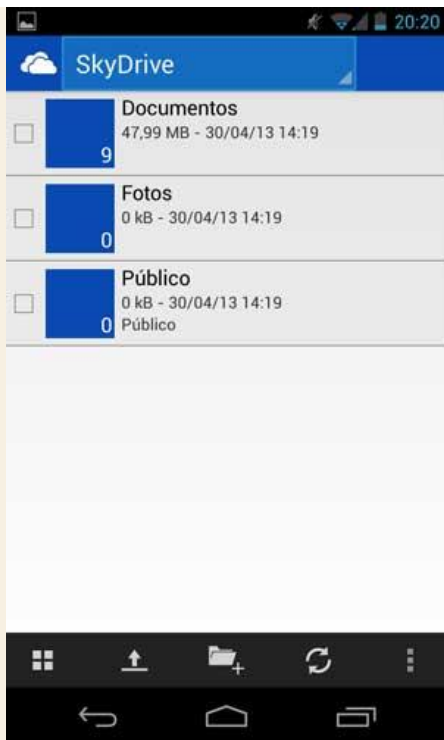 20:20
SkyDrive
Documentos
47,99 MB - 30/04/13 14:19
9
Fotos
0 kB - 30/04/13 14:19
0
Público
0 kB - 30/04/13 14:19
0 Público